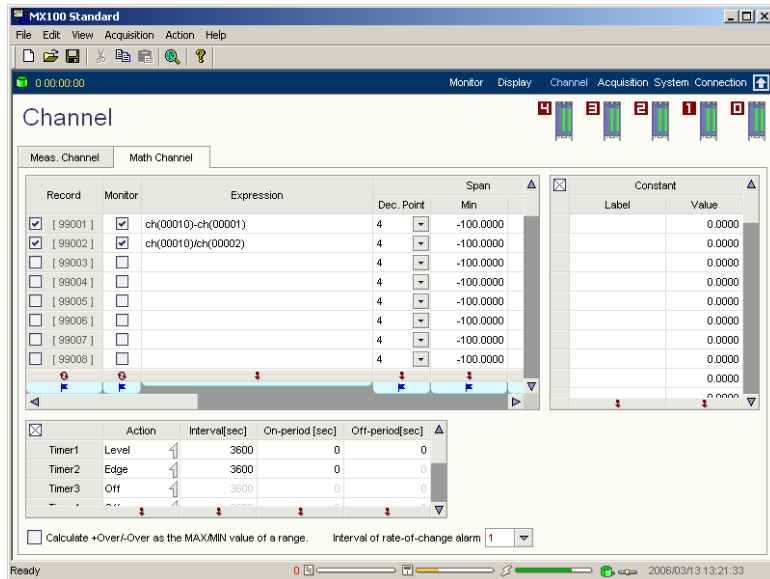 MX100 Standard
File Edit View Acquisition Action Help
0 00:00:00 Monitor Display Channel Acquisition System Connection
Channel
4 3 2 1 0
Meas. Channel Math Channel
Record Monitor Expression Span
Dec. Point Min
[ 99001 ] ch(00010)-ch(00001) 4 -100.0000
[ 99002 ] ch(00010)/ch(00002) 4 -100.0000
[ 99003 ] 4 -100.0000
[ 99004 ] 4 -100.0000
[ 99005 ] 4 -100.0000
[ 99006 ] 4 -100.0000
[ 99007 ] 4 -100.0000
[ 99008 ] 4 -100.0000
Constant
Label Value
0.0000
0.0000
0.0000
0.0000
0.0000
0.0000
0.0000
0.0000
0.0000
0.0000
Action Interval[sec] On-period [sec] Off-period[sec]
Timer1 Level 3600 0 0
Timer2 Edge 3600 0 0
Timer3 Off 3600 0 0
Calculate +Over/-Over as the MAX/MIN value of a range. Interval of rate-of-change alarm 1
Ready 0 2006/03/13 13:21:33